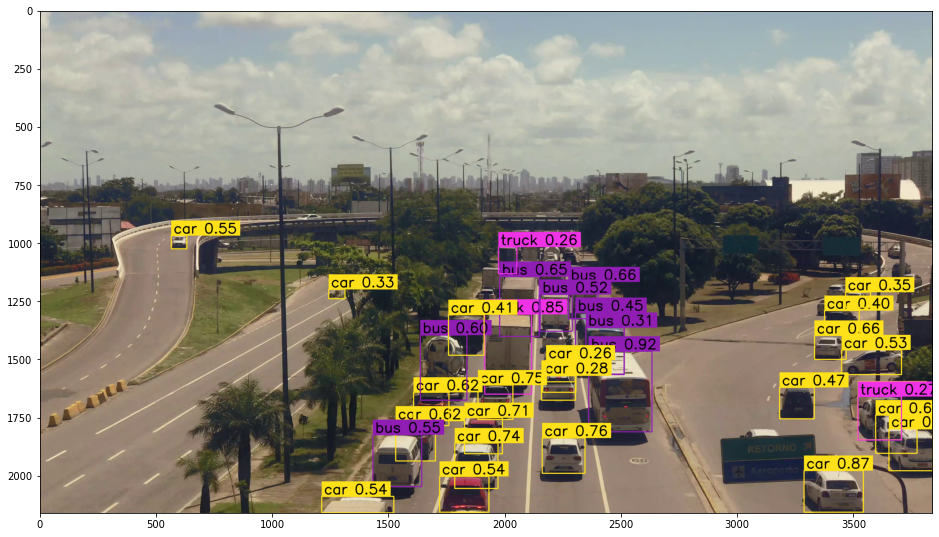 0
250
500
750
1000
1250
1500
1750
2000
0
500
1000
1500
2000
2500
3000
3500
car 0.55
truck 0.26
bus 0.65
bus 0.66
car 0.33
bus 0.52
car 0.35
car 0.41
k 0.85
bus 0.45
car 0.40
bus 0.60
bus 0.31
car 0.66
bus 0.92
car 0.53
car 0.26
car 0.28
car 0.62
car 0.75
car 0.47
truck 0.27
car 0.62
car 0.71
car 0.6
bus 0.55
car 0.74
car 0.76
RETORNO
car 0.54
car 0.87
car 0.54